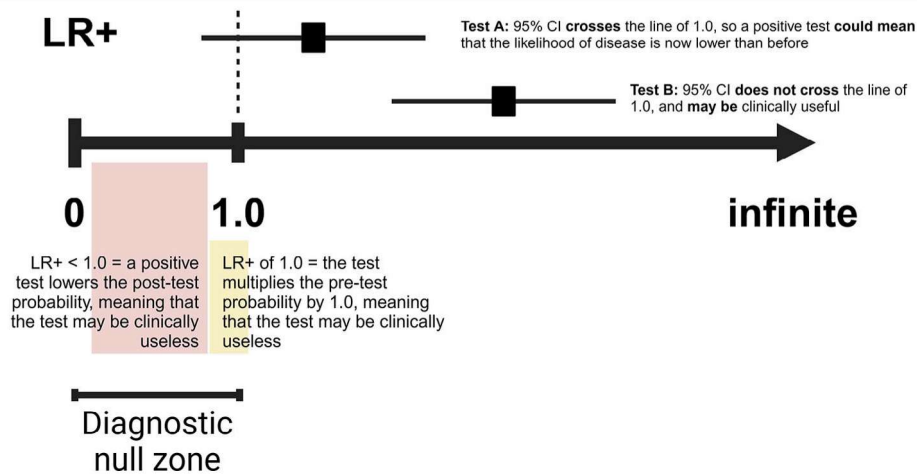 LR+
Test A: 95% CI crosses the line of 1.0, so a positive test could mean
that the likelihood of disease is now lower than before
Test B: 95% CI does not cross the line of
1.0, and may be clinically useful
0
1.0
infinite
LR+ < 1.0 = a positive
test lowers the post-test
probability, meaning that
the test may be clinically
useless
LR+ of 1.0 = the test
multiplies the pre-test
probability by 1.0, meaning
that the test may be clinically
useless
Diagnostic
null zone